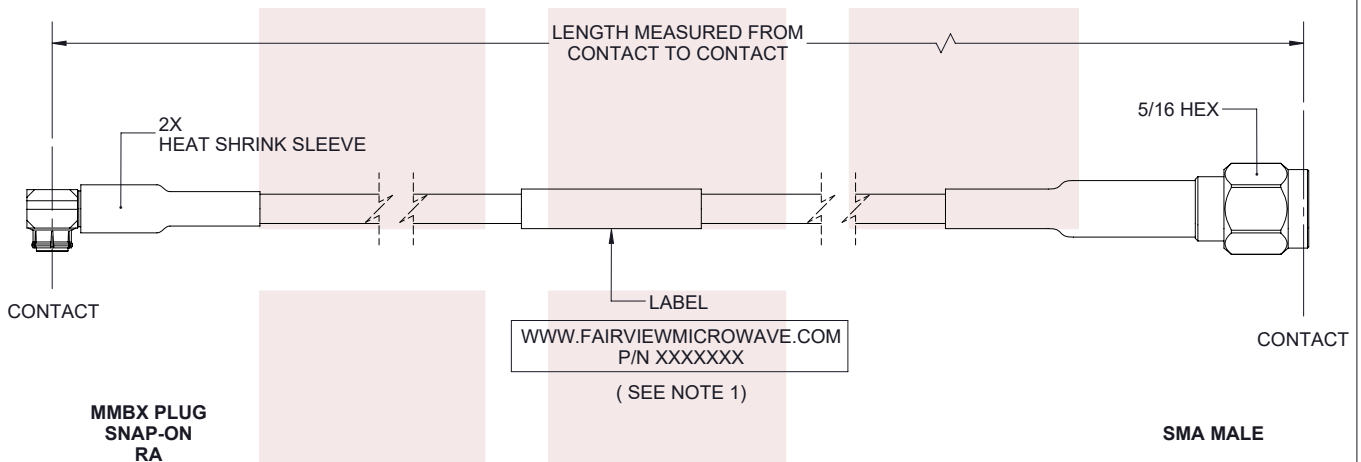 LENGTH MEASURED FROM
CONTACT TO CONTACT
2X
HEAT SHRINK SLEEVE
5/16 HEX
CONTACT
LABEL
WWW.FAIRVIEWMICROWAVE.COM
P/N XXXXXXX
( SEE NOTE 1)
CONTACT
MMBX PLUG
SNAP-ON
RA
SMA MALE